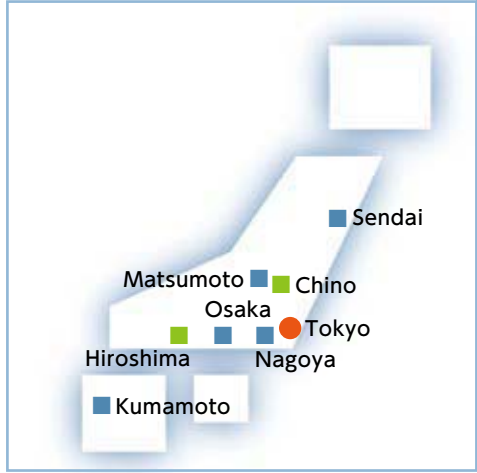 Sendai
Matsumoto
Chino
Osaka
Tokyo
Hiroshima
Nagoya
Kumamoto